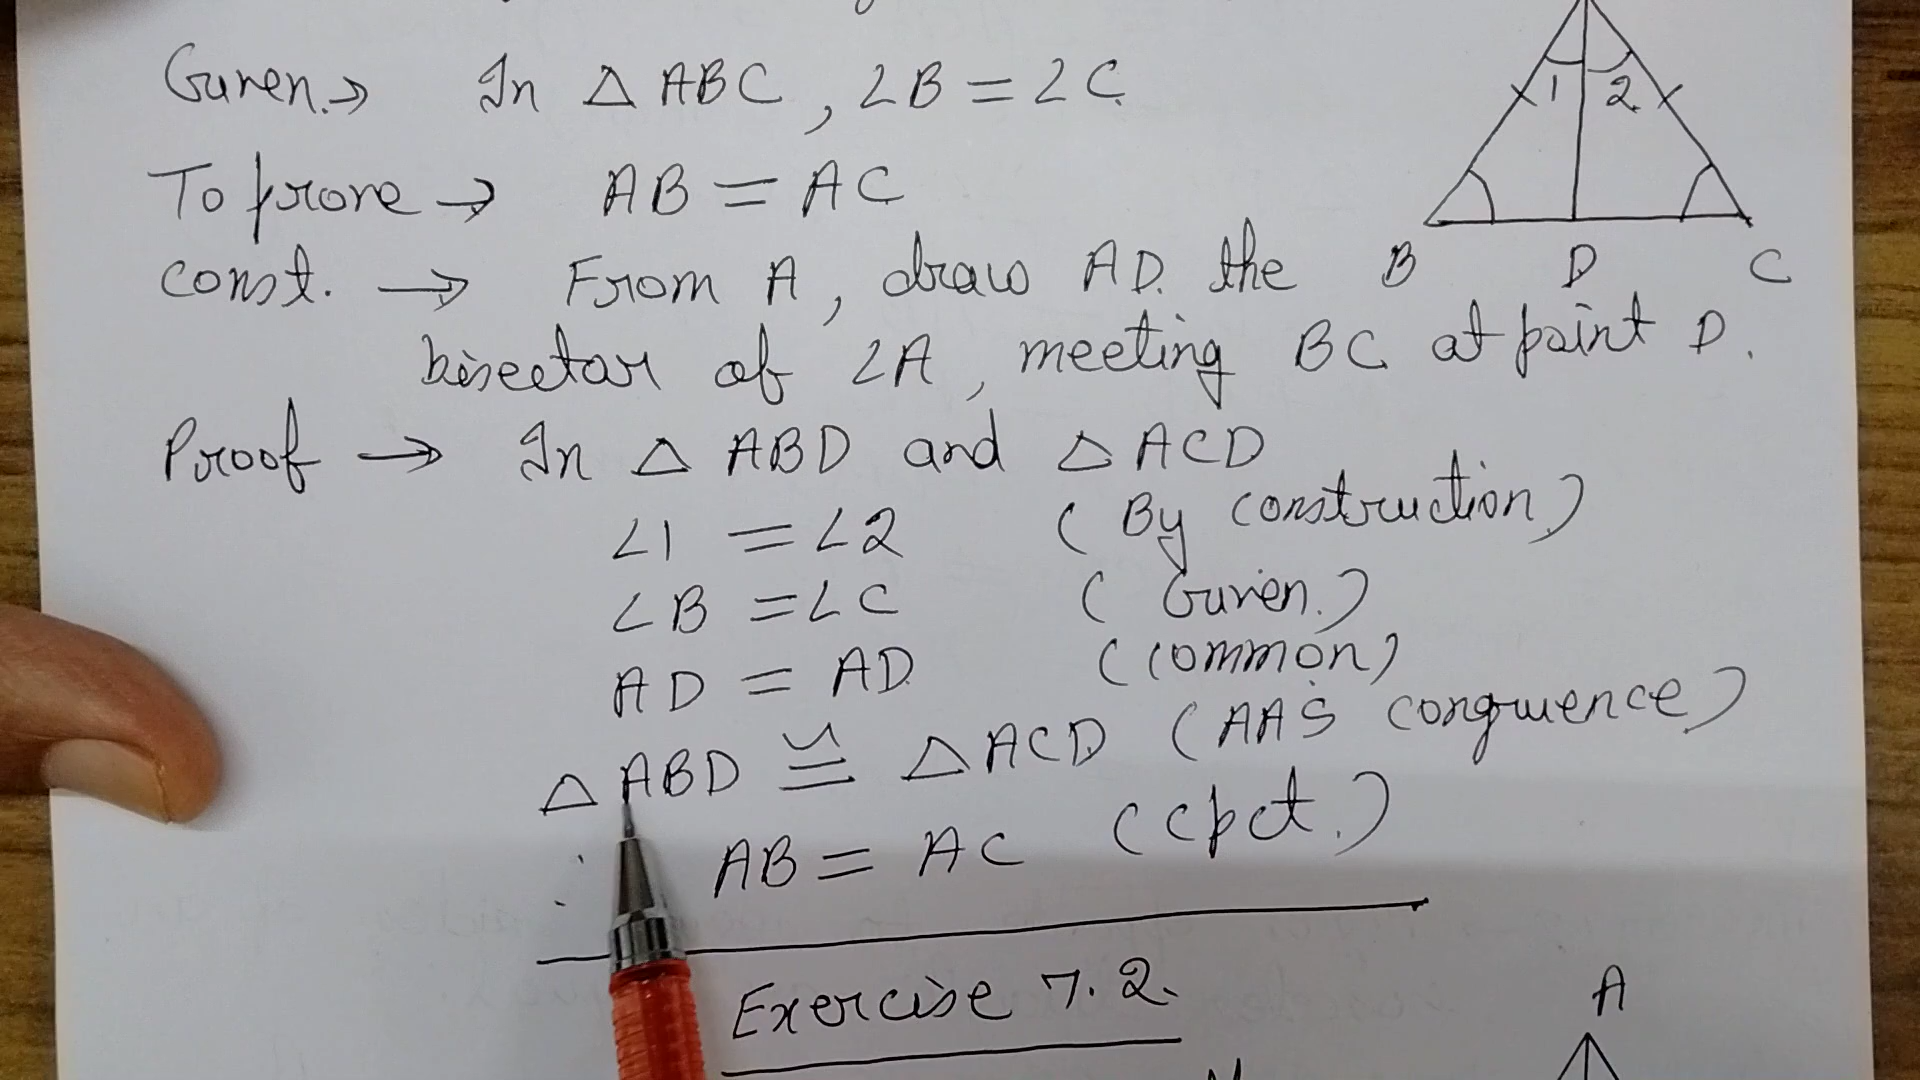 Given.→ In △ ABC, ∠B = ∠C.
1 2
To prove → AB = AC
const. → From A, draw AD. the
B D C
bisector of ∠A, meeting BC at point D.
Proof → In △ ABD and △ ACD
∠1 = ∠2 (By construction)
∠B = ∠C (Given.)
AD = AD (common)
△ ABD ≅ △ACD (AAS congruence)
∴ AB = AC (cpct.)
Exercise 7.2.
A